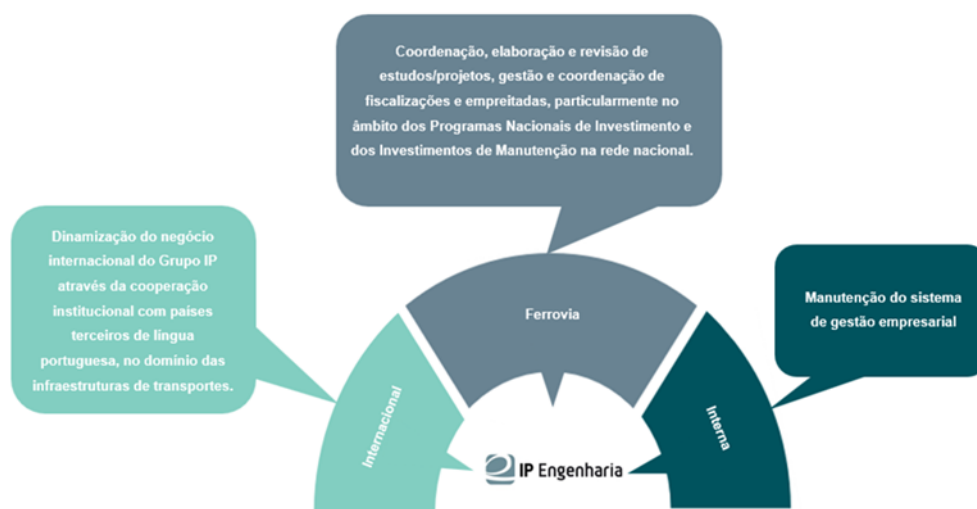 Coordenação, elaboração e revisão de
estudos/projetos, gestão e coordenação de
fiscalizações e empreitadas, particularmente no
âmbito dos Programas Nacionais de Investimento e
dos Investimentos de Manutenção na rede nacional.
Dinamização do negócio
internacional do Grupo IP
através da cooperação
institucional com países
terceiros de língua
portuguesa, no domínio das
infraestruturas de transportes.
Manutenção do sistema
de gestão empresarial
Ferrovia
Internacional
Interna
IP Engenharia